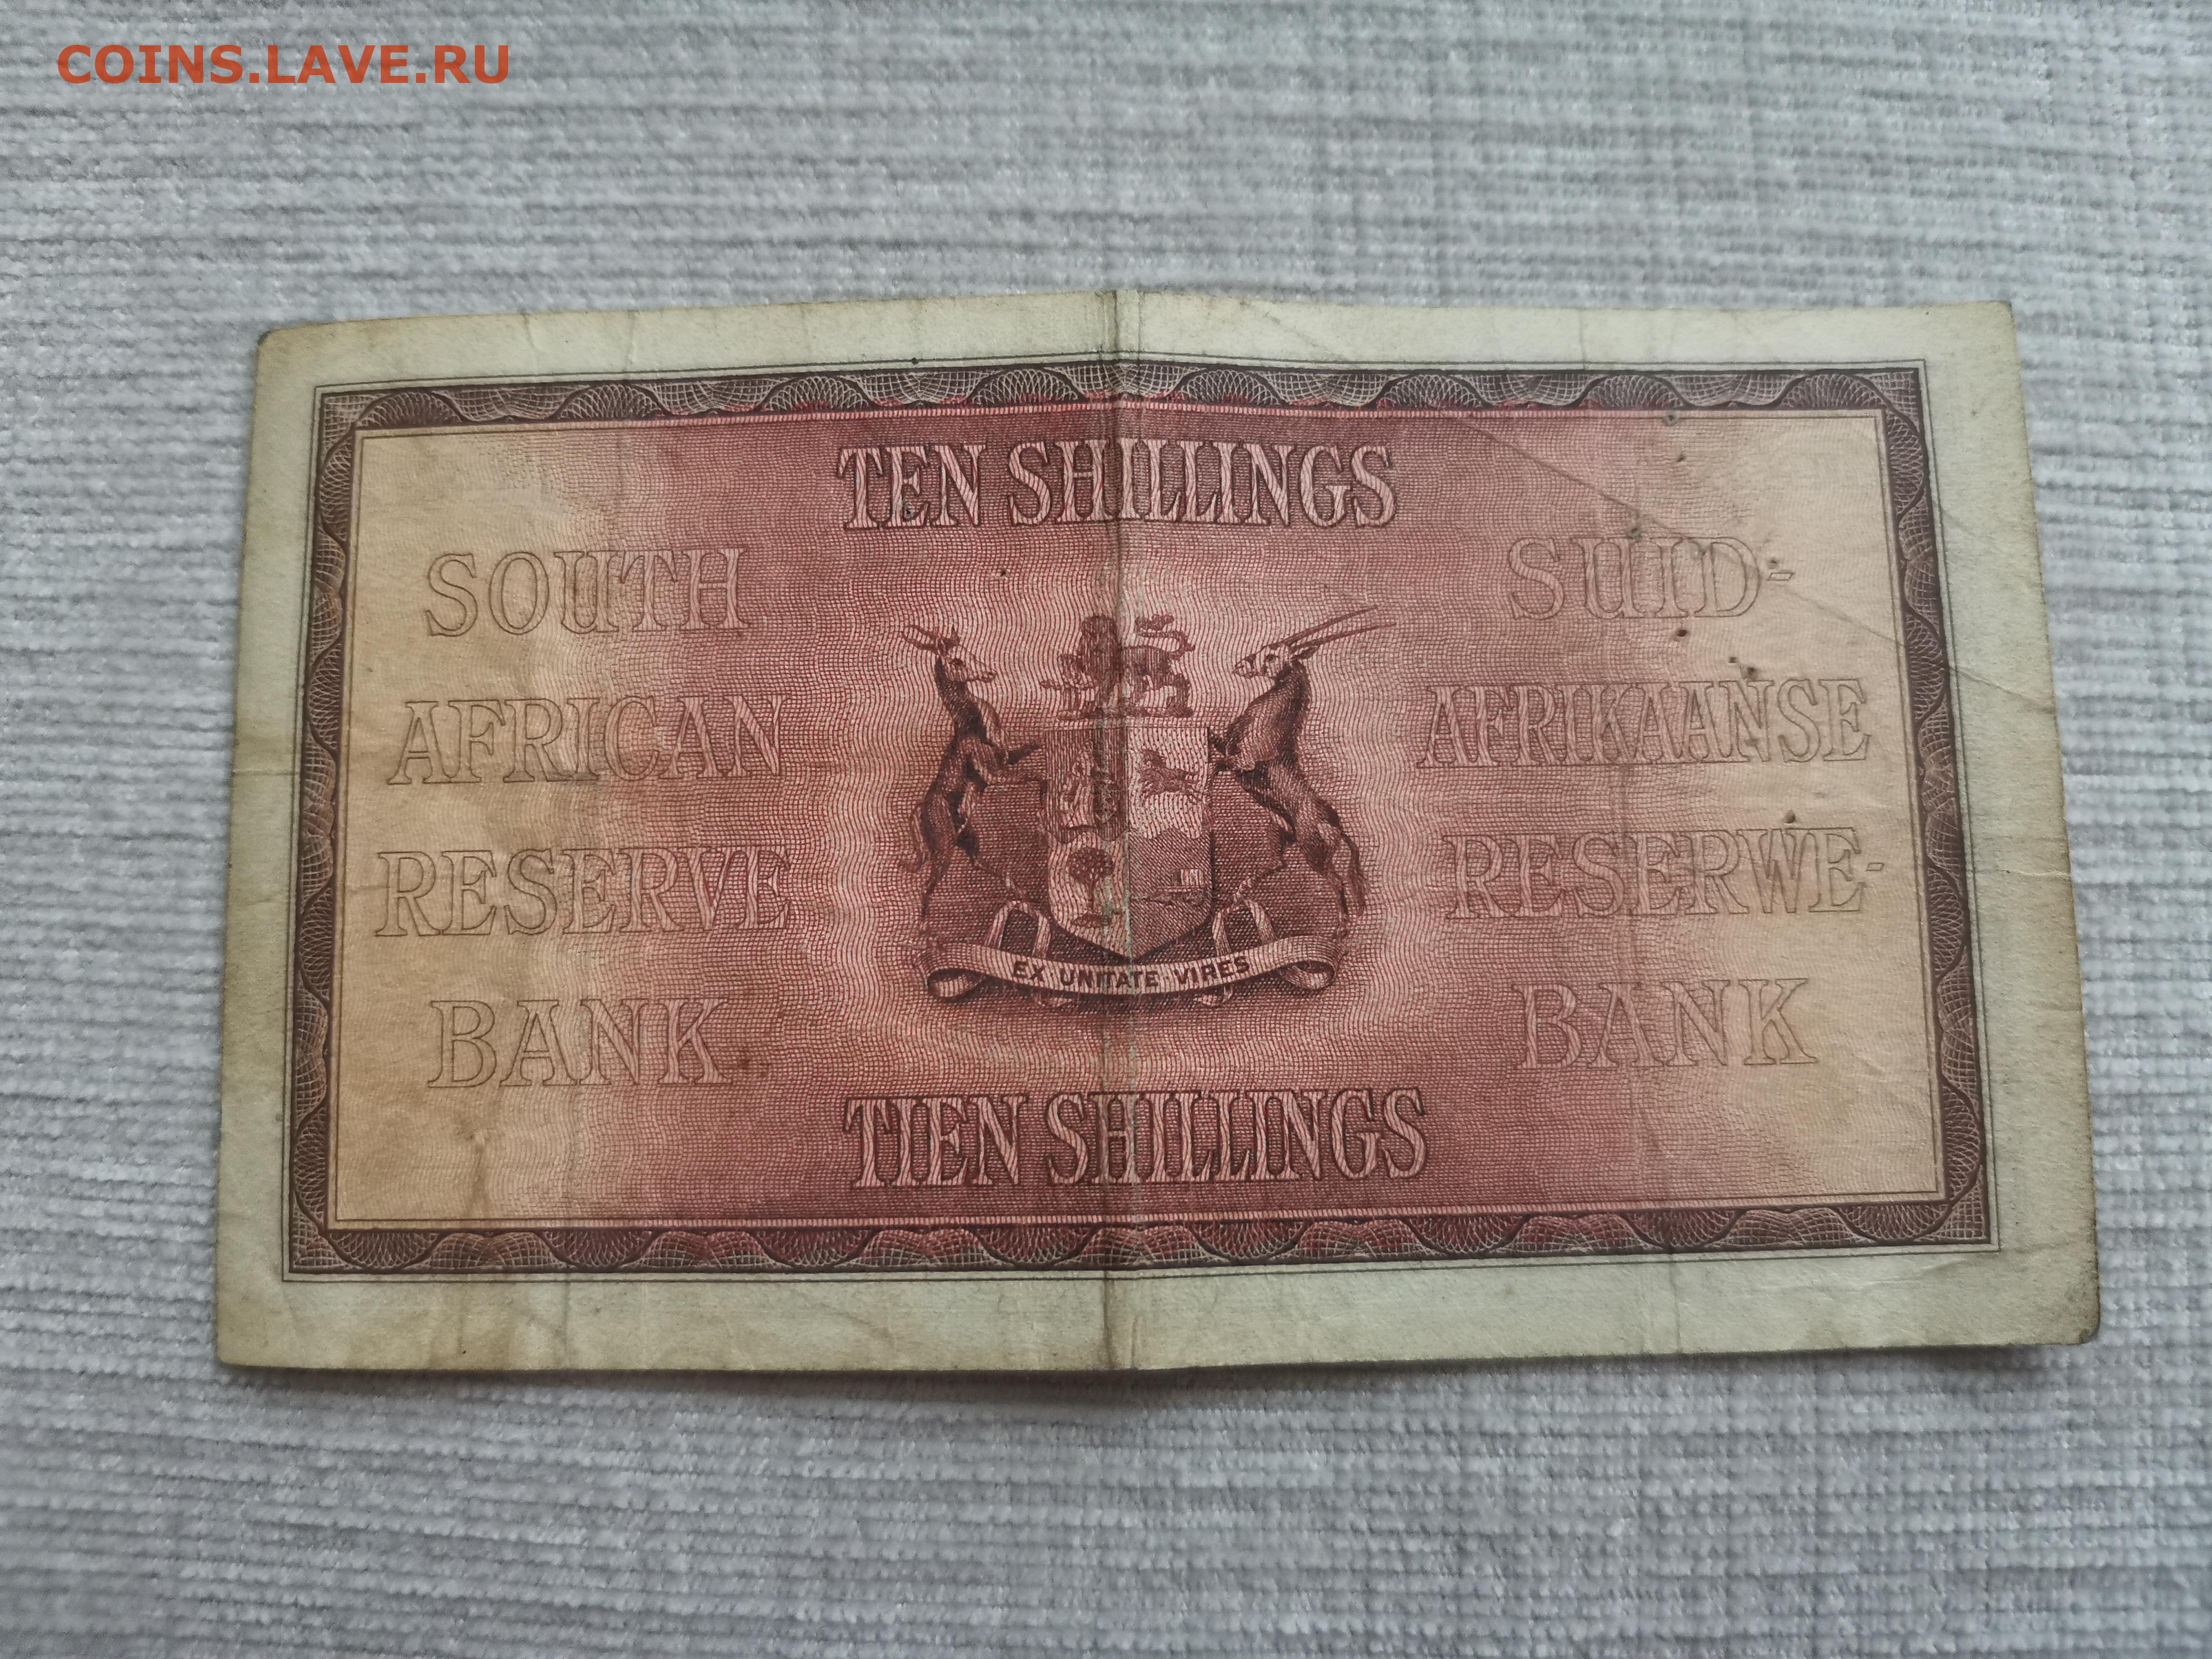 COINS.LAVE.RU
TEN SHILLINGS
SOUTH
AFRICAN
RESERVE
BANK
SUID-
AFRIKAANSE
RESERWE-
BANK
EX UNITATE VIRES
TIEN SHILLINGS